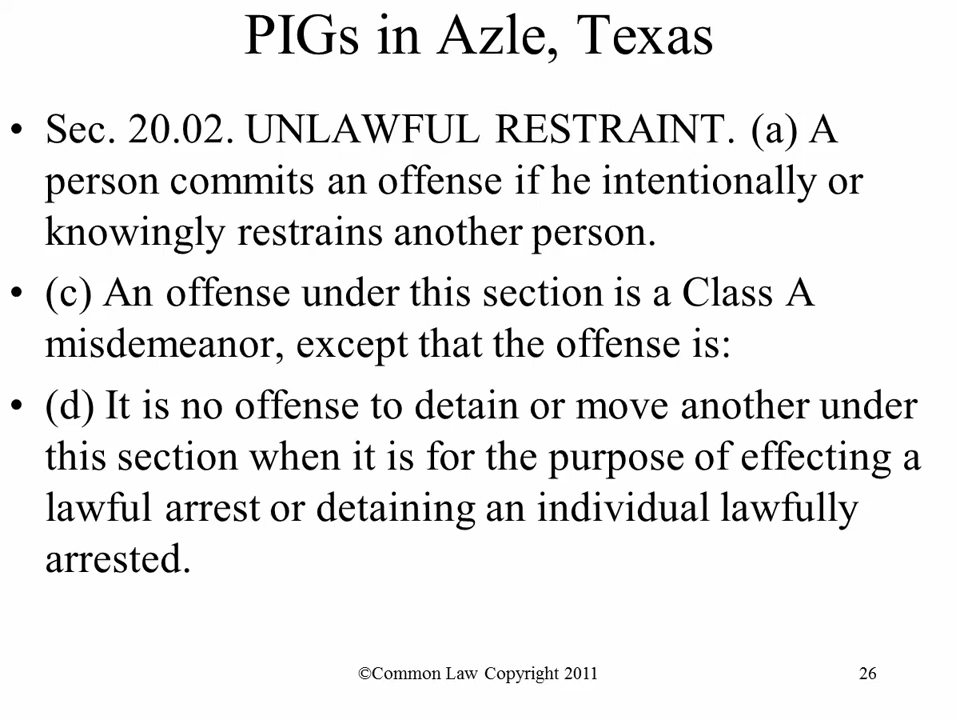 PIGs in Azle, Texas
• Sec. 20.02. UNLAWFUL RESTRAINT. (a) A
person commits an offense if he intentionally or
knowingly restrains another person.
• (c) An offense under this section is a Class A
misdemeanor, except that the offense is:
• (d) It is no offense to detain or move another under
this section when it is for the purpose of effecting a
lawful arrest or detaining an individual lawfully
arrested.
©Common Law Copyright 2011 26